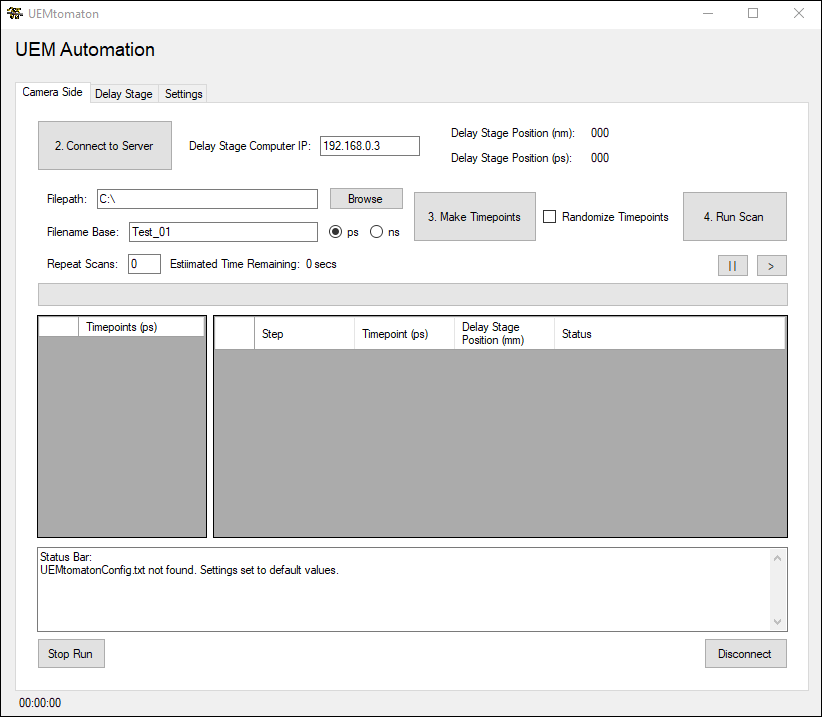 UEMtomaton
UEM Automation
Camera Side Delay Stage Settings
2. Connect to Server Delay Stage Computer IP: 192.168.0.3
Delay Stage Position (nm): 000
Delay Stage Position (ps): 000
Filepath: C:\ Browse
3. Make Timepoints Randomize Timepoints 4. Run Scan
Filename Base: Test_01 ps ns
Repeat Scans: 0 Estiimated Time Remaining: 0 secs
>
Timepoints (ps)
Step Timepoint (ps) Delay Stage Position (mm) Status
Status Bar:
UEMtomatonConfig.txt not found. Settings set to default values.
Stop Run Disconnect
00:00:00